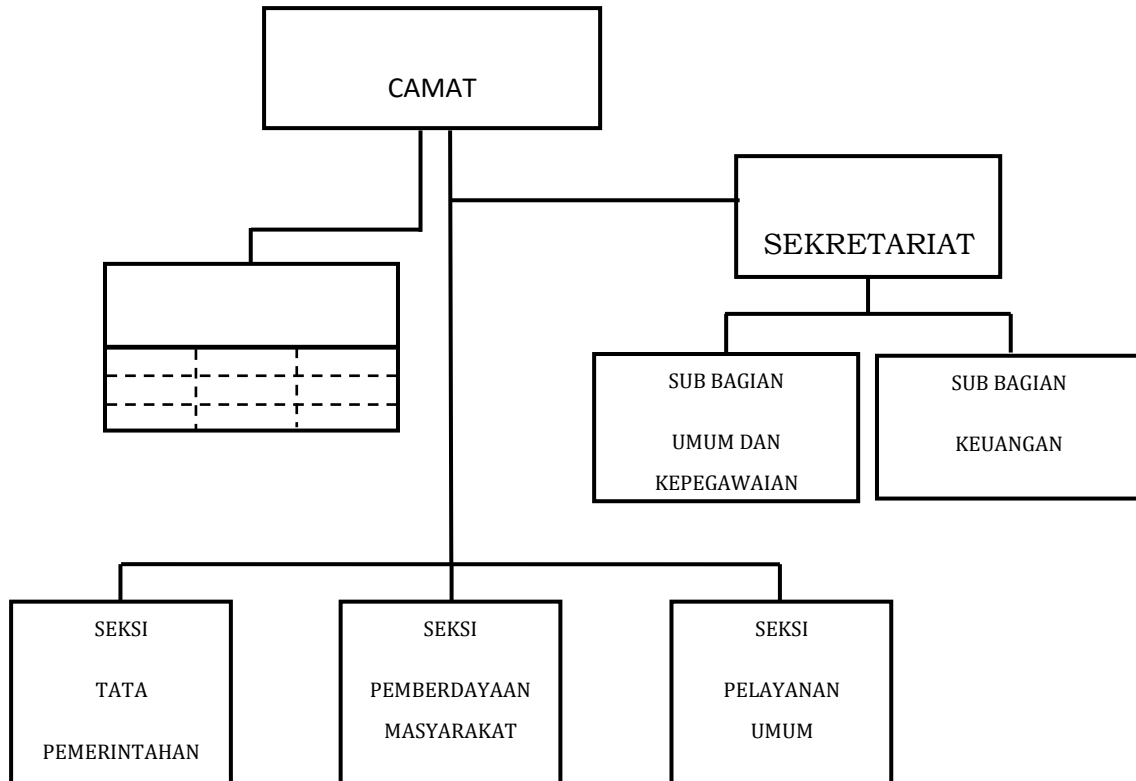 CAMAT
SEKRETARIAT
SUB BAGIAN
UMUM DAN
KEPEGAWAIAN
SUB BAGIAN
KEUANGAN
SEKSI
TATA
PEMERINTAHAN
SEKSI
PEMBERDAYAAN
MASYARAKAT
SEKSI
PELAYANAN
UMUM